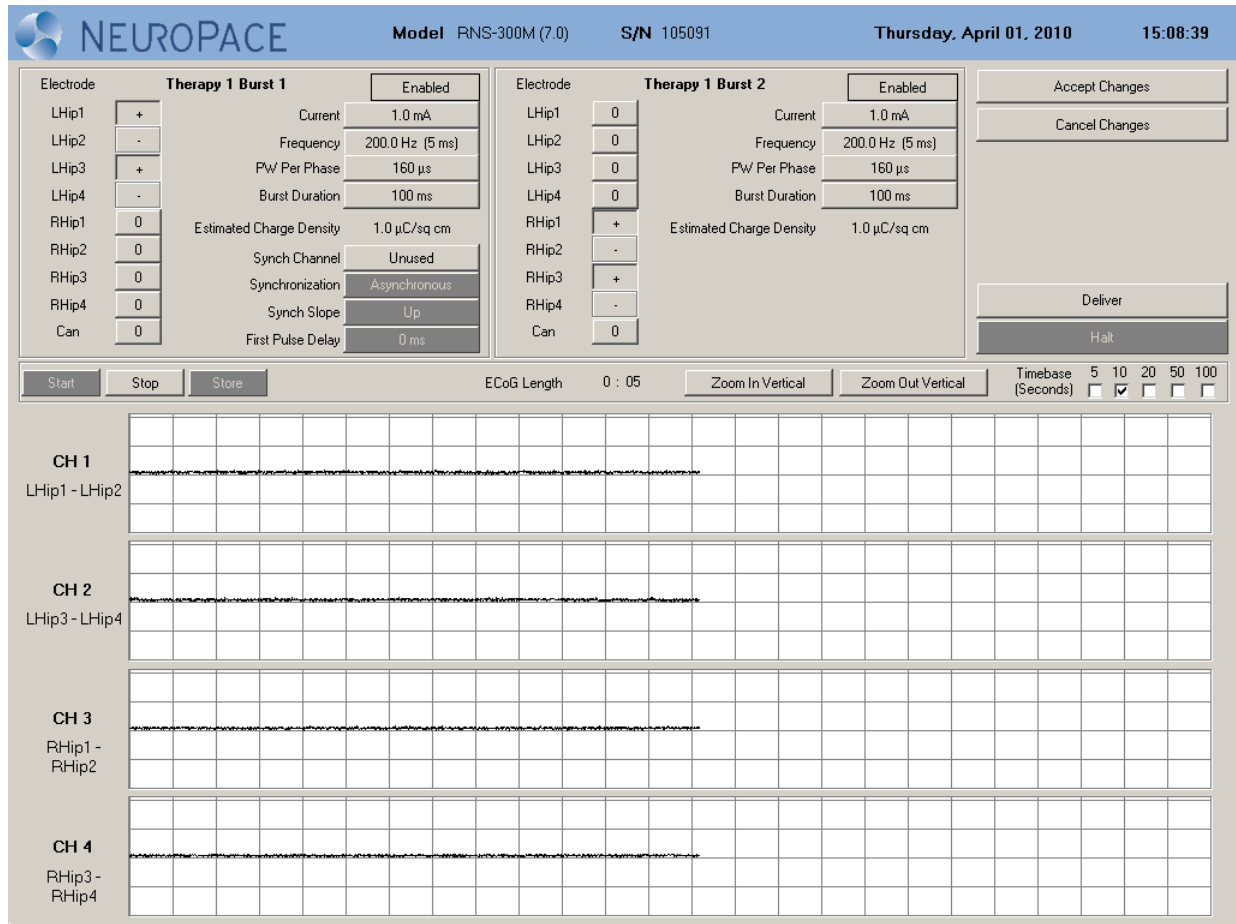 NEUROPACE Model RNS-300M (7.0) S/N 105091 Thursday, April 01, 2010 15:08:39
Electrode Therapy 1 Burst 1 Enabled
LHip1 + Current 1.0 mA
LHip2 - Frequency 200.0 Hz (5 ms)
LHip3 + PW Per Phase 160 µs
LHip4 - Burst Duration 100 ms
RHip1 0 Estimated Charge Density 1.0 µC/sq cm
RHip2 0 Synch Channel Unused
RHip3 0 Synchronization Asynchronous
RHip4 0 Synch Slope Up
Can 0 First Pulse Delay 0 ms
Electrode Therapy 1 Burst 2 Enabled
LHip1 0 Current 1.0 mA
LHip2 0 Frequency 200.0 Hz (5 ms)
LHip3 0 PW Per Phase 160 µs
LHip4 0 Burst Duration 100 ms
RHip1 + Estimated Charge Density 1.0 µC/sq cm
RHip2 -
RHip3 +
RHip4 -
Can 0
Accept Changes
Cancel Changes
Deliver
Halt
Start Stop Store ECoG Length 0 : 05 Zoom In Vertical Zoom Out Vertical Timebase 5 10 20 50 100
(Seconds)
CH 1
LHip1 - LHip2
CH 2
LHip3 - LHip4
CH 3
RHip1 -
RHip2
CH 4
RHip3 -
RHip4